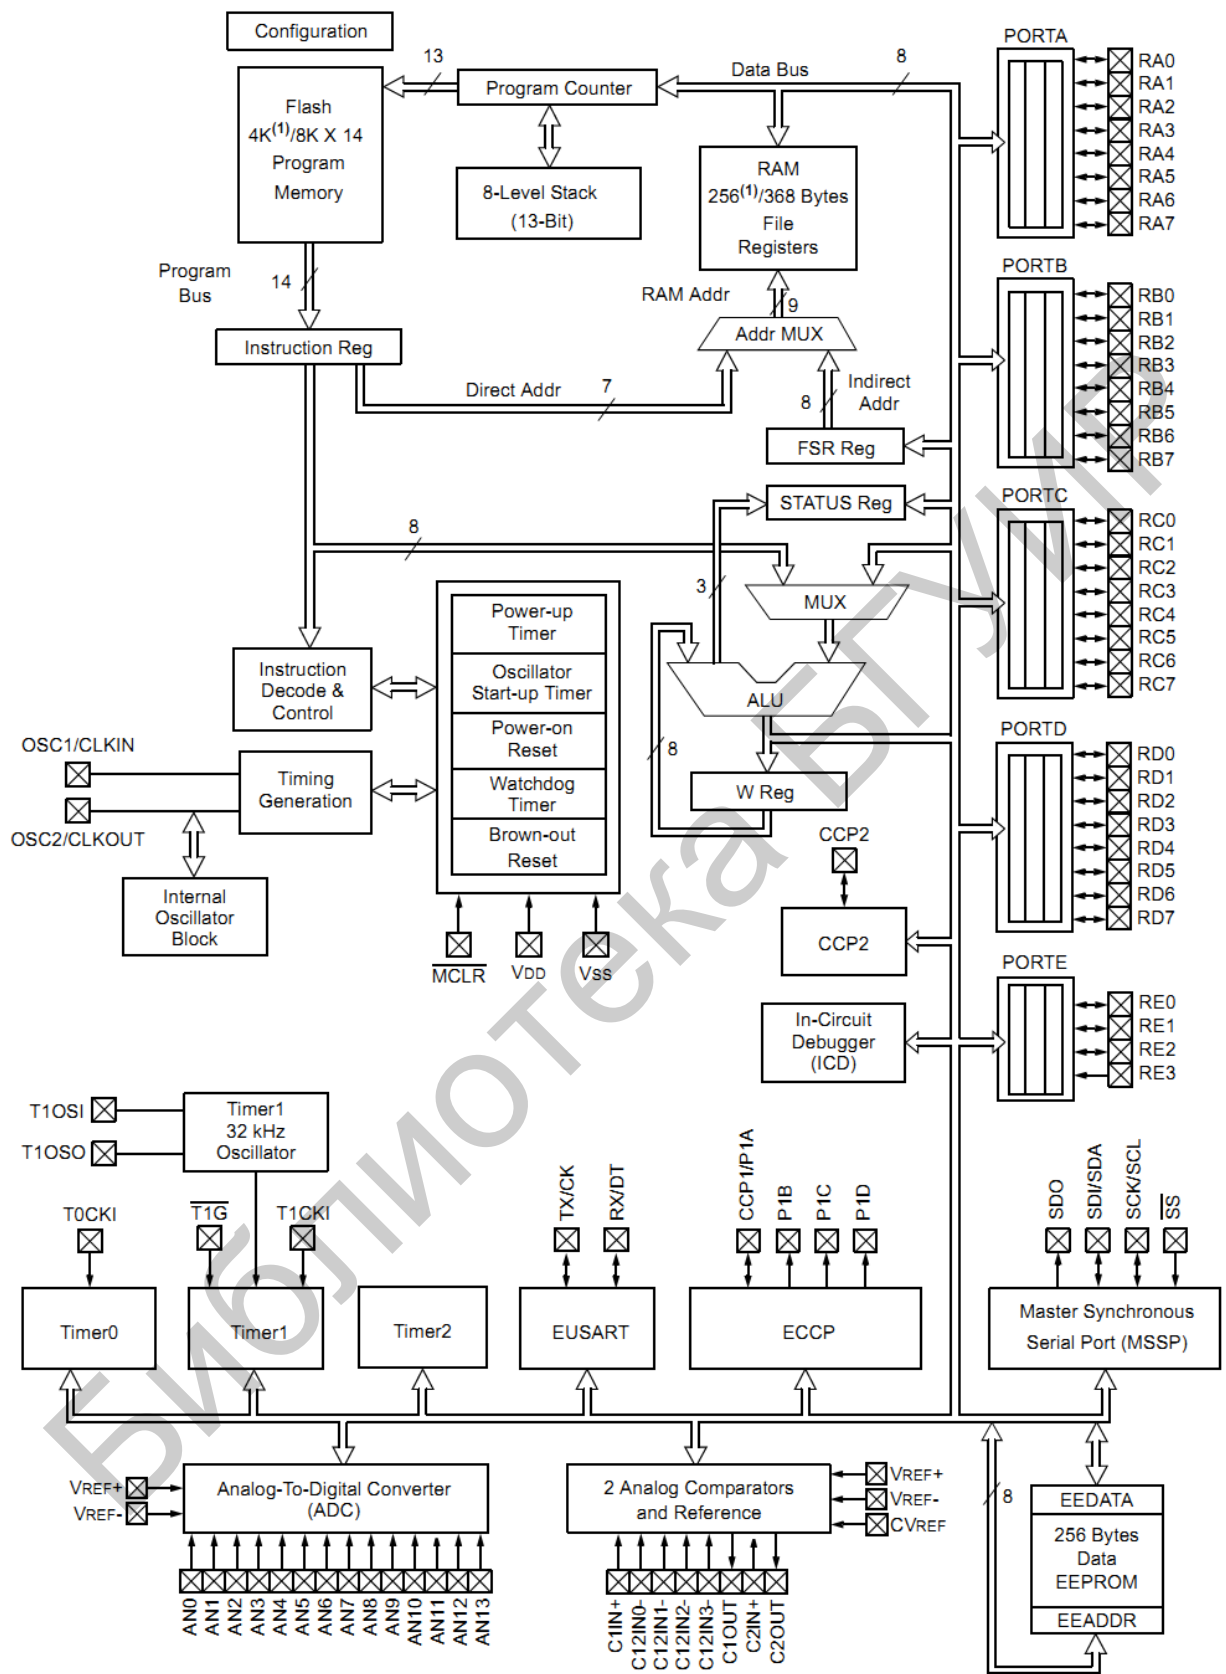 Configuration
Flash
4K(1)/8K X 14
Program
Memory
13
Program Counter
Data Bus
8
8-Level Stack
(13-Bit)
RAM
256(1)/368 Bytes
File
Registers
Program
Bus
14
RAM Addr
9
Addr MUX
Instruction Reg
Direct Addr
7
8
Indirect
Addr
FSR Reg
STATUS Reg
8
3
MUX
ALU
8
W Reg
Power-up
Timer
Oscillator
Start-up Timer
Power-on
Reset
Watchdog
Timer
Brown-out
Reset
Instruction
Decode &
Control
OSC1/CLKIN
OSC2/CLKOUT
Timing
Generation
Internal
Oscillator
Block
MCLR
VDD
VSS
CCP2
CCP2
In-Circuit
Debugger
(ICD)
PORTA
RA0
RA1
RA2
RA3
RA4
RA5
RA6
RA7
PORTB
RB0
RB1
RB2
RB3
RB4
RB5
RB6
RB7
PORTC
RC0
RC1
RC2
RC3
RC4
RC5
RC6
RC7
PORTD
RD0
RD1
RD2
RD3
RD4
RD5
RD6
RD7
PORTE
RE0
RE1
RE2
RE3
T1OSI
T1OSO
Timer1
32 kHz
Oscillator
T0CKI
T1G
T1CKI
TX/CK
RX/DT
CCP1/P1A
P1B
P1C
P1D
SDO
SDI/SDA
SCK/SCL
SS
Timer0
Timer1
Timer2
EUSART
ECCP
Master Synchronous
Serial Port (MSSP)
VREF+
VREF-
Analog-To-Digital Converter
(ADC)
AN0
AN1
AN2
AN3
AN4
AN5
AN6
AN7
AN8
AN9
AN10
AN11
AN12
AN13
2 Analog Comparators
and Reference
VREF+
VREF-
CVREF
C1IN+
C12IN0-
C12IN1-
C12IN2-
C12IN3-
C1OUT
C2IN+
C2OUT
8
EEDATA
256 Bytes
Data
EEPROM
EEADDR
Библиотека БГУИР